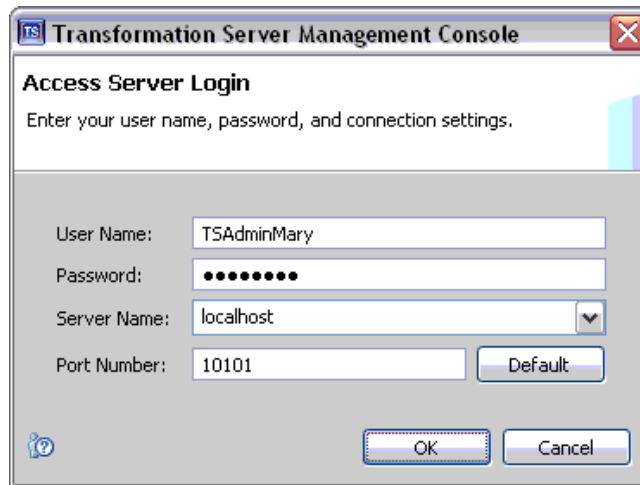 TS Transformation Server Management Console
Access Server Login
Enter your user name, password, and connection settings.
User Name: TSAdminMary
Password: ●●●●●●●●
Server Name: localhost
Port Number: 10101 Default
OK Cancel